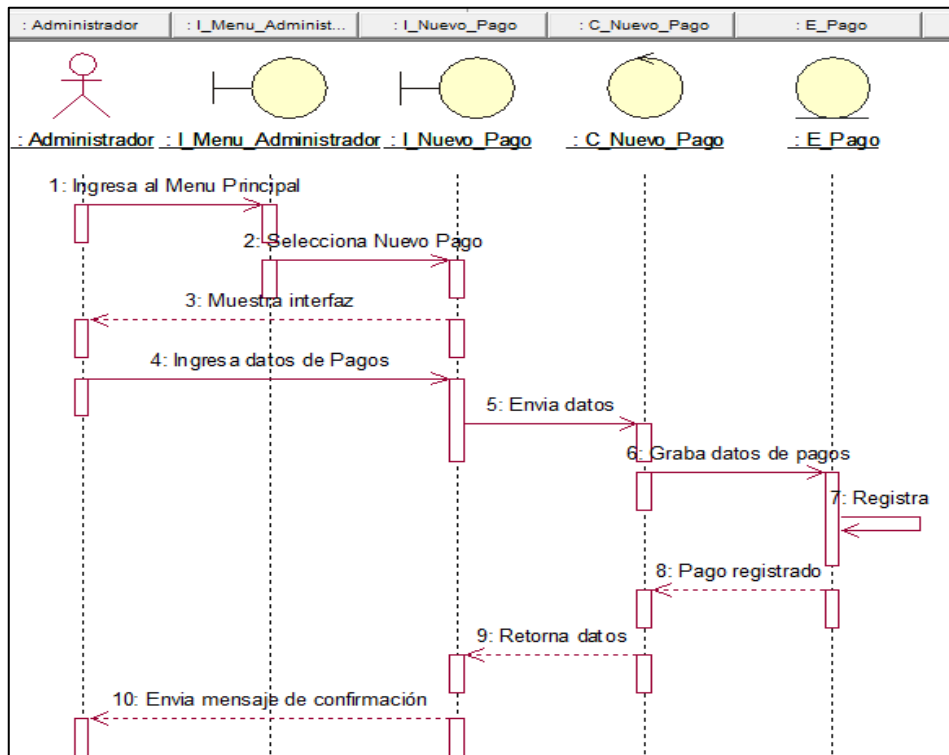 : Administrador
: I_Menu_Administ...
: I_Nuevo_Pago
: C_Nuevo_Pago
: E_Pago
: Administrador
: I_Menu_Administrador
: I_Nuevo_Pago
: C_Nuevo_Pago
: E_Pago
1: Ingresa al Menu Principal
2: Selecciona Nuevo Pago
3: Muestra interfaz
4: Ingresa datos de Pagos
5: Envia datos
6: Graba datos de pagos
7: Registra
8: Pago registrado
9: Retorna datos
10: Envia mensaje de confirmación